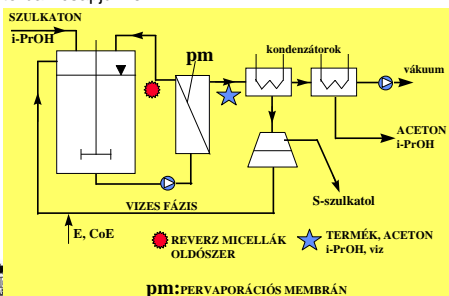 SZULKATON
i-PrOH
pm
kondenzátorok
vákuum
ACETON
i-PrOH
S-szulkatol
VIZES FÁZIS
E, CoE
REVERZ MICELLÁK
OLDÓSZER
TERMÉK, ACETON
i-PrOH, viz
pm:PERVAPORÁCIÓS MEMBRÁN